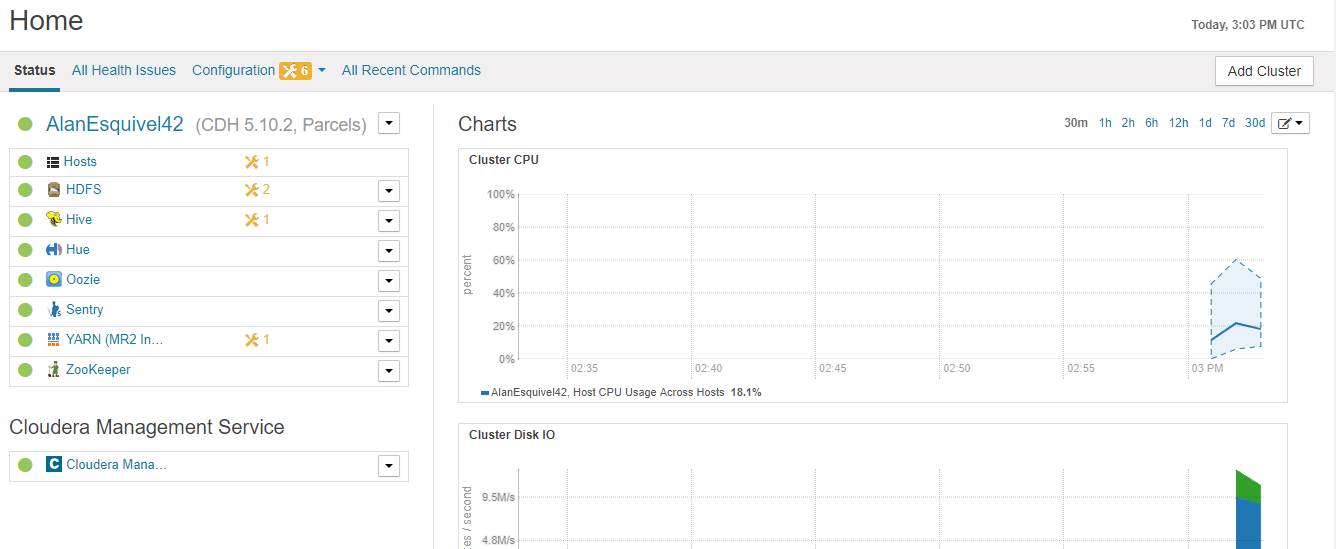 Home
Today, 3:03 PM UTC
Status All Health Issues Configuration 6 All Recent Commands Add Cluster
AlanEsquivel42 (CDH 5.10.2, Parcels)
Hosts 1
HDFS 2
Hive 1
Hue
Oozie
Sentry
YARN (MR2 In... 1
ZooKeeper
Cloudera Management Service
C Cloudera Mana...
Charts
30m 1h 2h 6h 12h 1d 7d 30d
Cluster CPU
percent
100%
80%
60%
40%
20%
0%
02:35 02:40 02:45 02:50 02:55 03 PM
AlanEsquivel42, Host CPU Usage Across Hosts 18.1%
Cluster Disk IO
/ second
9.5M/s
4.8M/s